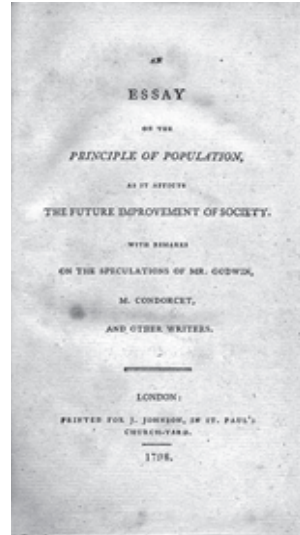 AN
ESSAY
ON THE
PRINCIPLE OF POPULATION,
AS IT AFFECTS
THE FUTURE IMPROVEMENT OF SOCIETY.
WITH REMARKS
ON THE SPECULATIONS OF MR. GODWIN,
M. CONDORCET,
AND OTHER WRITERS.
LONDON:
PRINTED FOR J. JOHNSON, IN ST. PAUL'S
CHURCH-YARD.
1798.